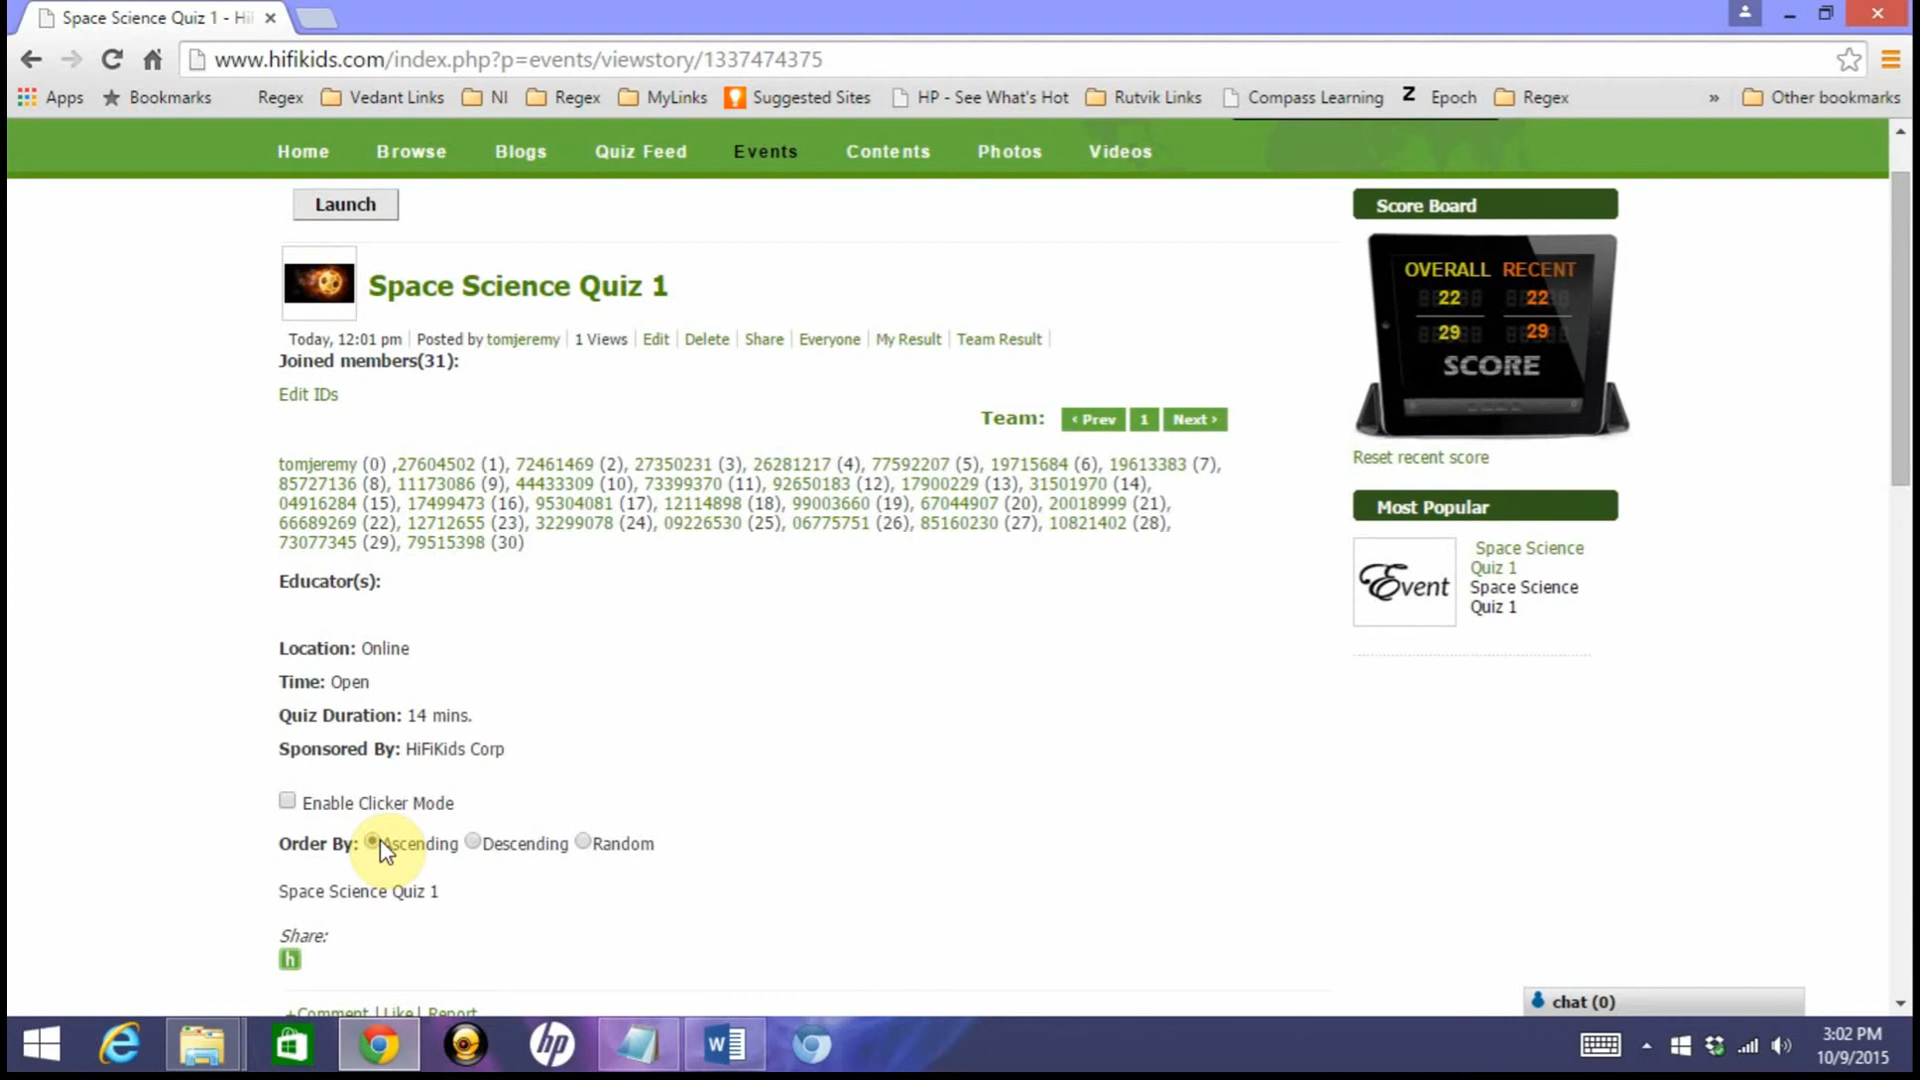 Space Science Quiz 1 - Hi
www.hifikids.com/index.php?p=events/viewstory/1337474375
Apps Bookmarks Regex Vedant Links NI Regex MyLinks Suggested Sites HP - See What's Hot Rutvik Links Compass Learning Z Epoch Regex » Other bookmarks
Home Browse Blogs Quiz Feed Events Contents Photos Videos
Launch
Space Science Quiz 1
Today, 12:01 pm | Posted by tomjeremy | 1 Views | Edit | Delete | Share | Everyone | My Result | Team Result |
Joined members(31):
Edit IDs
Team: ‹ Prev 1 Next ›
tomjeremy (0) ,27604502 (1), 72461469 (2), 27350231 (3), 26281217 (4), 77592207 (5), 19715684 (6), 19613383 (7),
85727136 (8), 11173086 (9), 44433309 (10), 73399370 (11), 92650183 (12), 17900229 (13), 31501970 (14),
04916284 (15), 17499473 (16), 95304081 (17), 12114898 (18), 99003660 (19), 67044907 (20), 20018999 (21),
66689269 (22), 12712655 (23), 32299078 (24), 09226530 (25), 06775751 (26), 85160230 (27), 10821402 (28),
73077345 (29), 79515398 (30)
Educator(s):
Location: Online
Time: Open
Quiz Duration: 14 mins.
Sponsored By: HiFiKids Corp
Enable Clicker Mode
Order By: Ascending Descending Random
Space Science Quiz 1
Share:
h
+Comment | Like | Report
Score Board
OVERALL RECENT
22 22
29 29
SCORE
Reset recent score
Most Popular
Event
Space Science
Quiz 1
Space Science
Quiz 1
chat (0)
hp
W
3:02 PM
10/9/2015